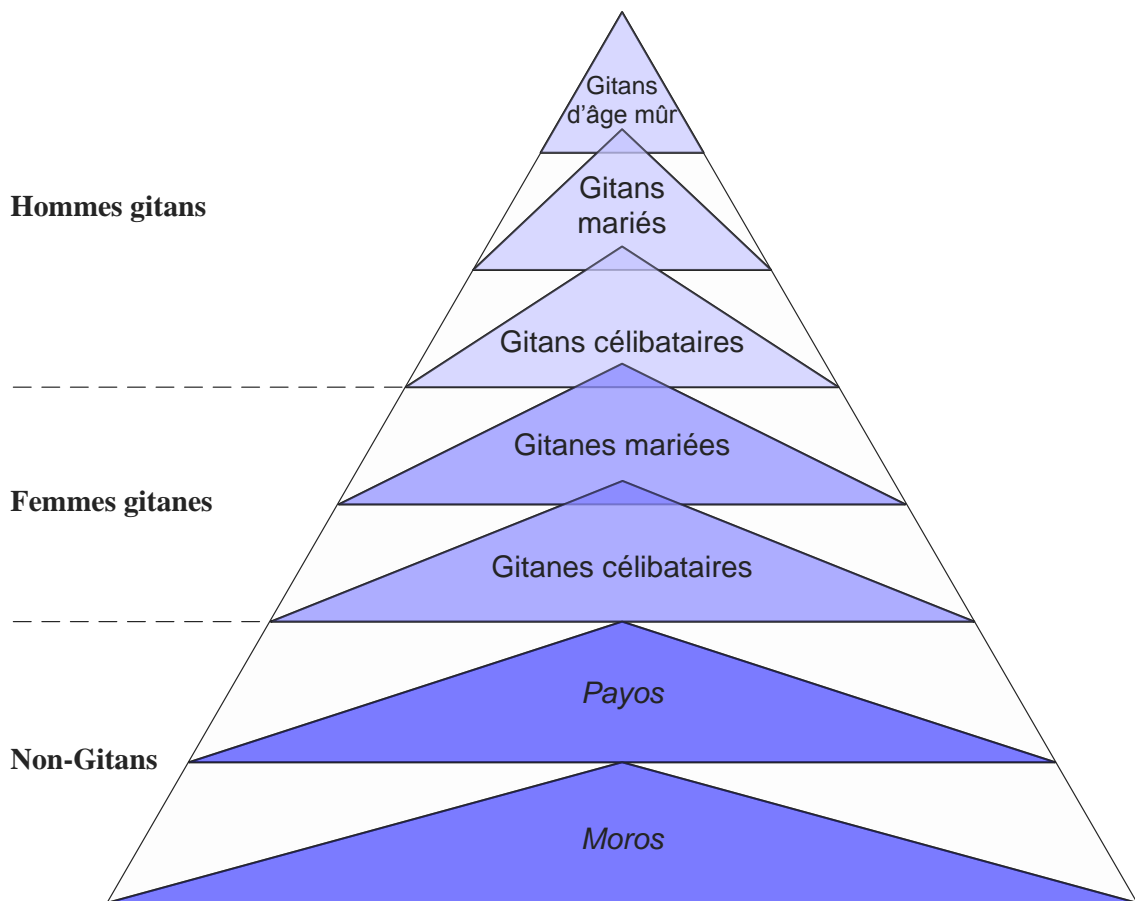 Gitans
d'âge mûr
Hommes gitans
Gitans
mariés
Gitans célibataires
Gitanes mariées
Femmes gitanes
Gitanes célibataires
Payos
Non-Gitans
Moros